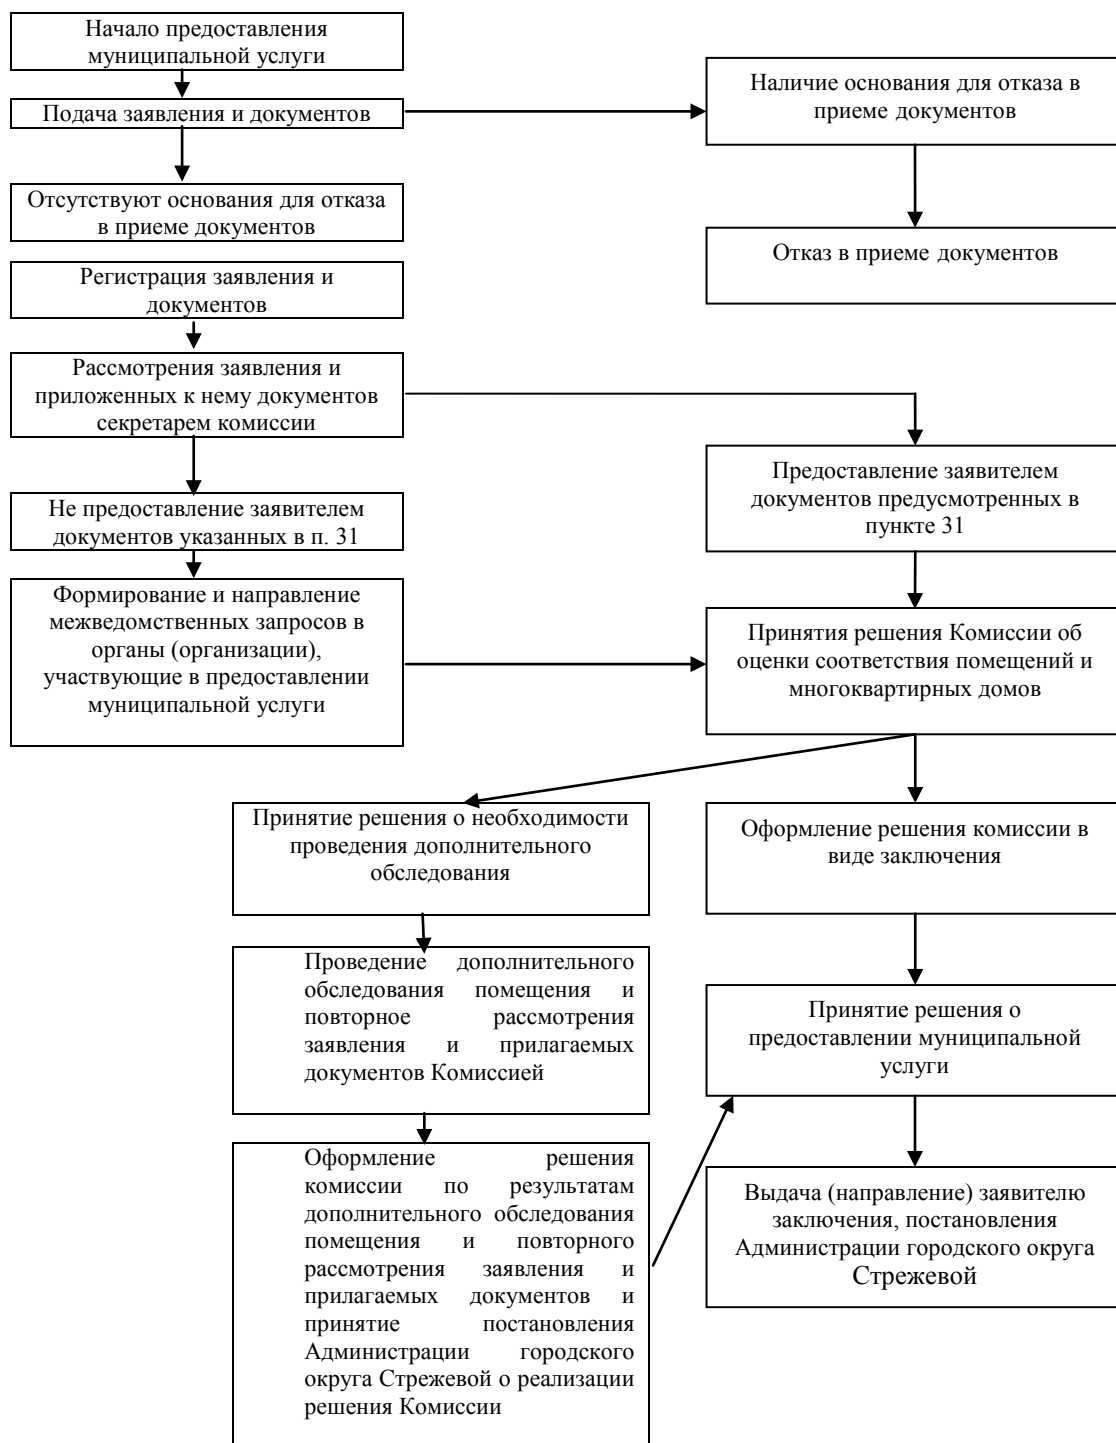 Начало предоставления
муниципальной услуги
Подача заявления и документов
Наличие основания для отказа в
приеме документов
Отсутствуют основания для отказа
в приеме документов
Отказ в приеме документов
Регистрация заявления и
документов
Рассмотрения заявления и
приложенных к нему документов
секретарем комиссии
Предоставление заявителем
документов предусмотренных в
пункте 31
Не предоставление заявителем
документов указанных в п. 31
Формирование и направление
межведомственных запросов в
органы (организации),
участвующие в предоставлении
муниципальной услуги
Принятия решения Комиссии об
оценки соответствия помещений и
многоквартирных домов
Принятие решения о необходимости
проведения дополнительного
обследования
Оформление решения комиссии в
виде заключения
Проведение дополнительного
обследования помещения и
повторное рассмотрения
заявления и прилагаемых
документов Комиссией
Принятие решения о
предоставлении муниципальной
услуги
Оформление решения
комиссии по результатам
дополнительного обследования
помещения и повторного
рассмотрения заявления и
прилагаемых документов и
принятие постановления
Администрации городского
округа Стрежевой о реализации
решения Комиссии
Выдача (направление) заявителю
заключения, постановления
Администрации городского округа
Стрежевой